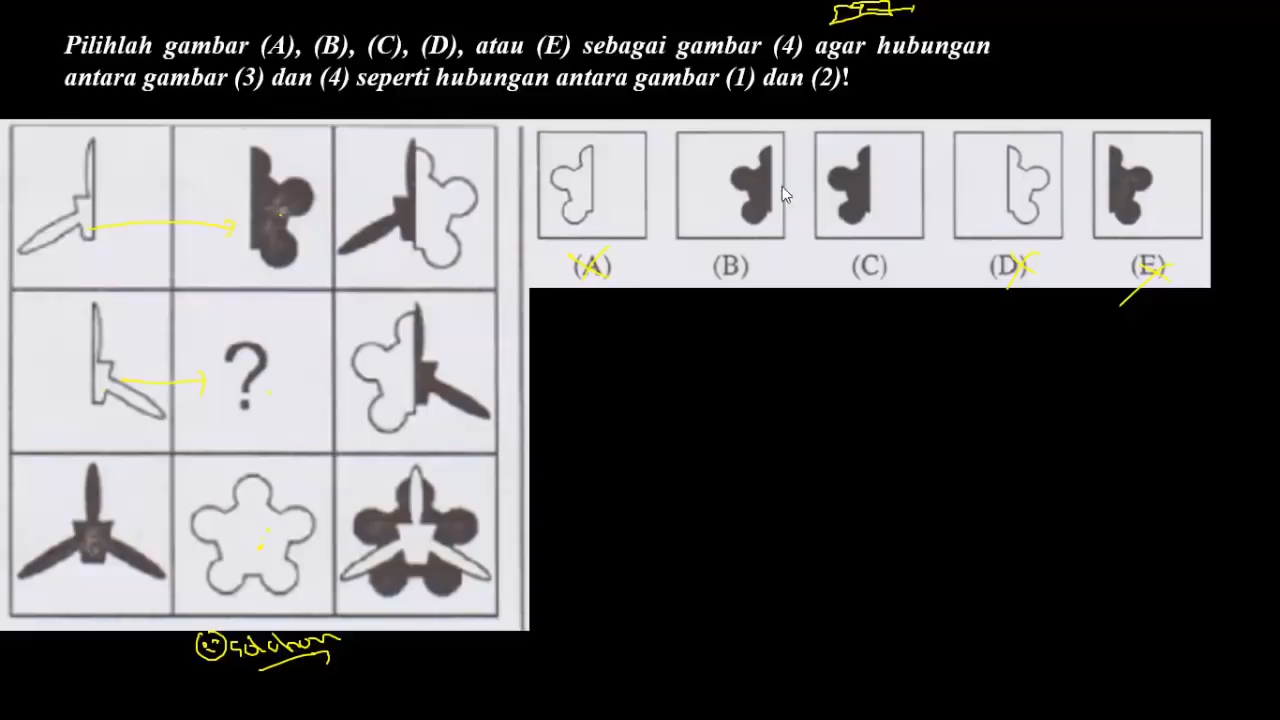 Pilihlah gambar (A), (B), (C), (D), atau (E) sebagai gambar (4) agar hubungan
antara gambar (3) dan (4) seperti hubungan antara gambar (1) dan (2)!
?
(A) (B) (C) (D) (E)